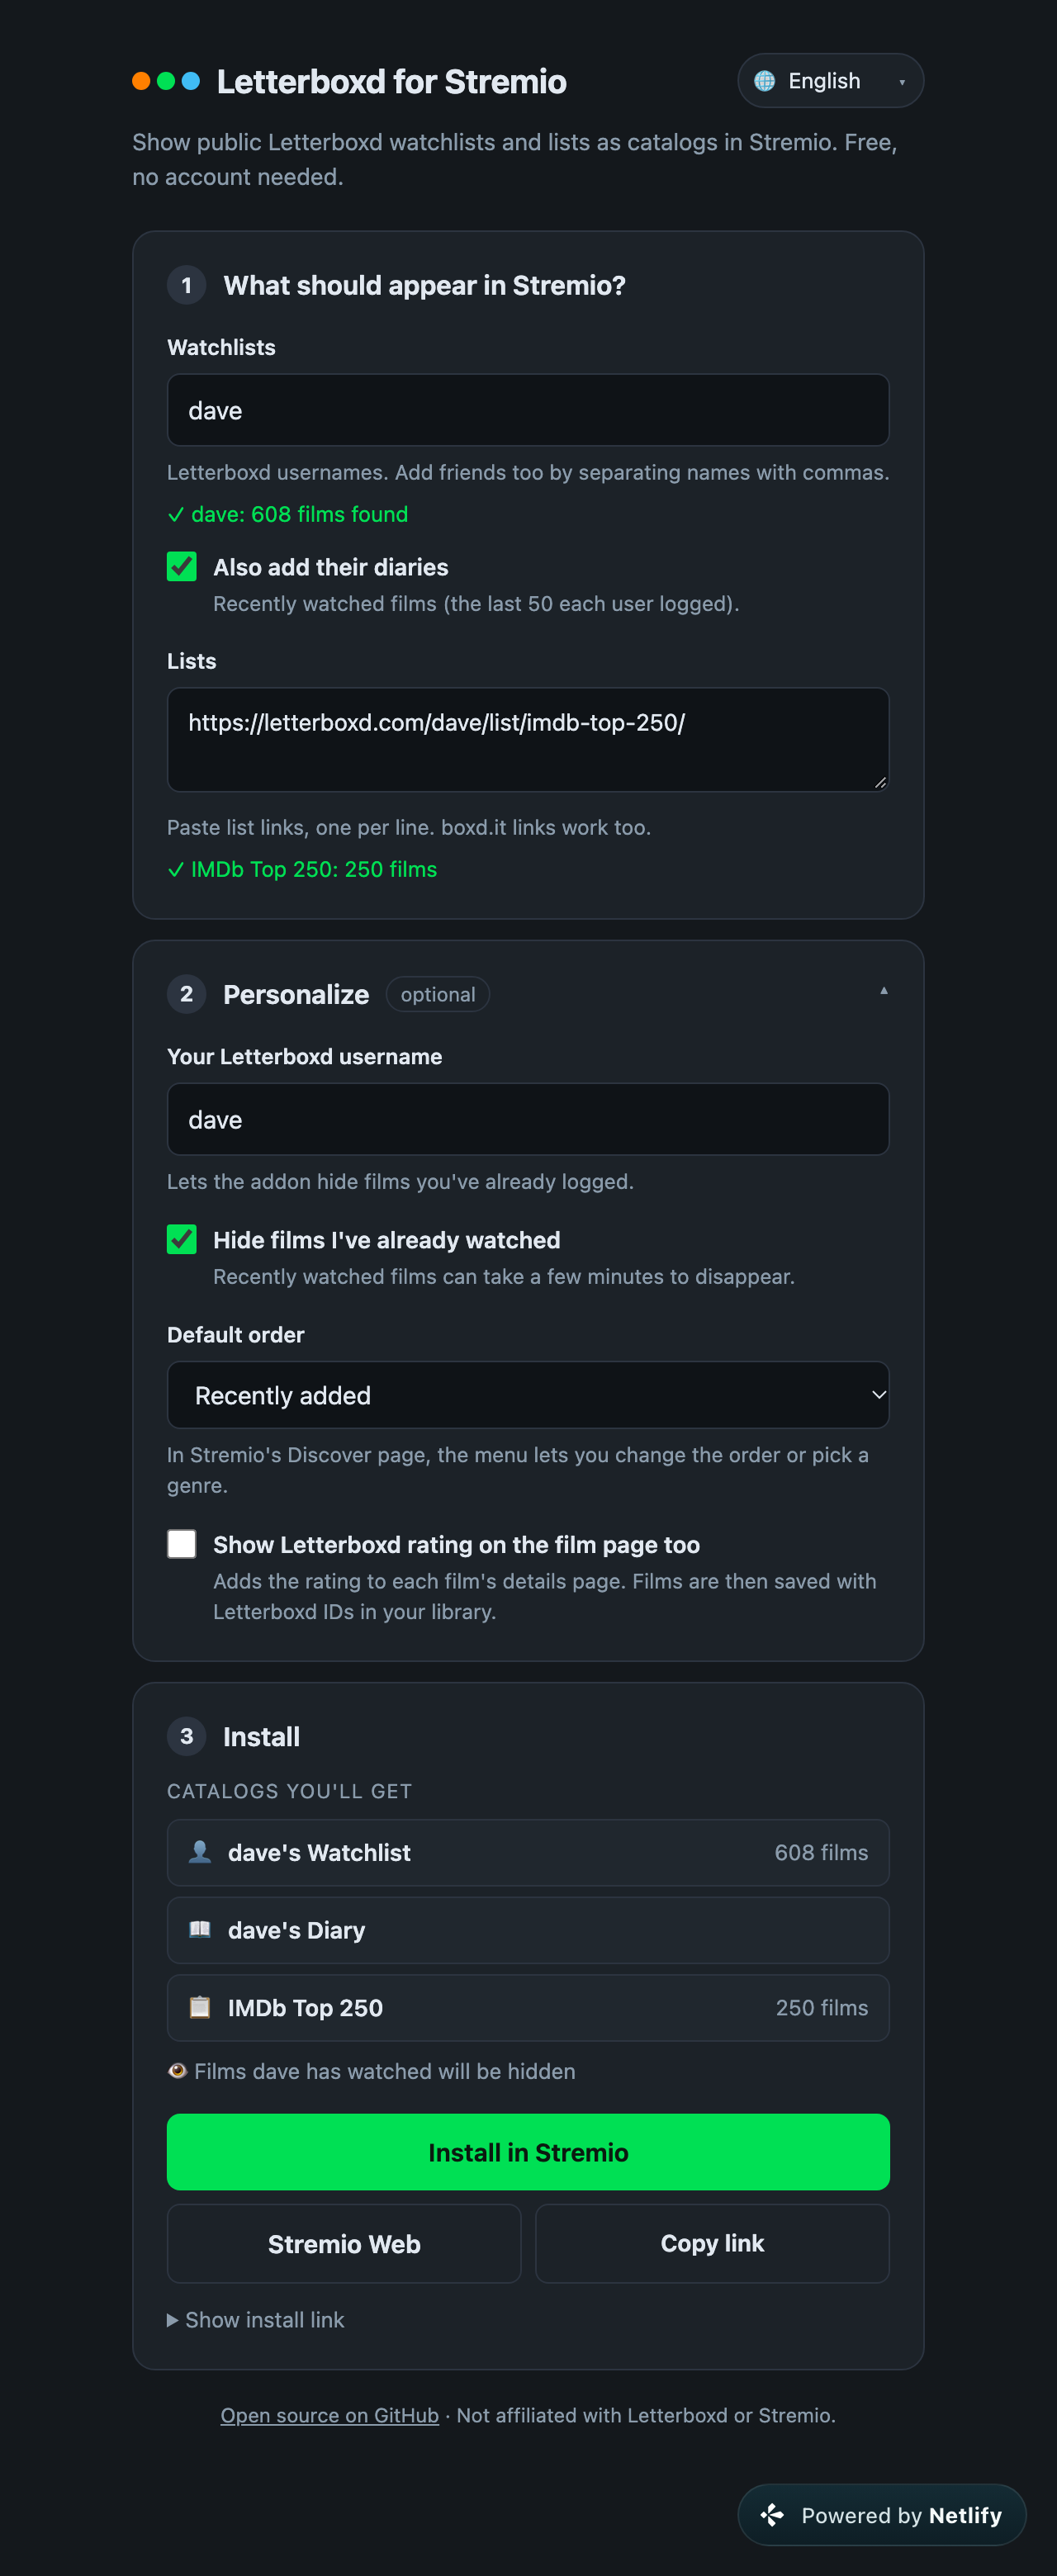 Letterboxd for Stremio
English
Show public Letterboxd watchlists and lists as catalogs in Stremio. Free,
no account needed.
1 What should appear in Stremio?
Watchlists
dave
Letterboxd usernames. Add friends too by separating names with commas.
✓ dave: 608 films found
Also add their diaries
Recently watched films (the last 50 each user logged).
Lists
https://letterboxd.com/dave/list/imdb-top-250/
Paste list links, one per line. boxd.it links work too.
✓ IMDb Top 250: 250 films
2 Personalize optional
Your Letterboxd username
dave
Lets the addon hide films you've already logged.
Hide films I've already watched
Recently watched films can take a few minutes to disappear.
Default order
Recently added
In Stremio's Discover page, the menu lets you change the order or pick a
genre.
Show Letterboxd rating on the film page too
Adds the rating to each film's details page. Films are then saved with
Letterboxd IDs in your library.
3 Install
CATALOGS YOU'LL GET
dave's Watchlist 608 films
dave's Diary
IMDb Top 250 250 films
Films dave has watched will be hidden
Install in Stremio
Stremio Web Copy link
Show install link
Open source on GitHub · Not affiliated with Letterboxd or Stremio.
Powered by Netlify